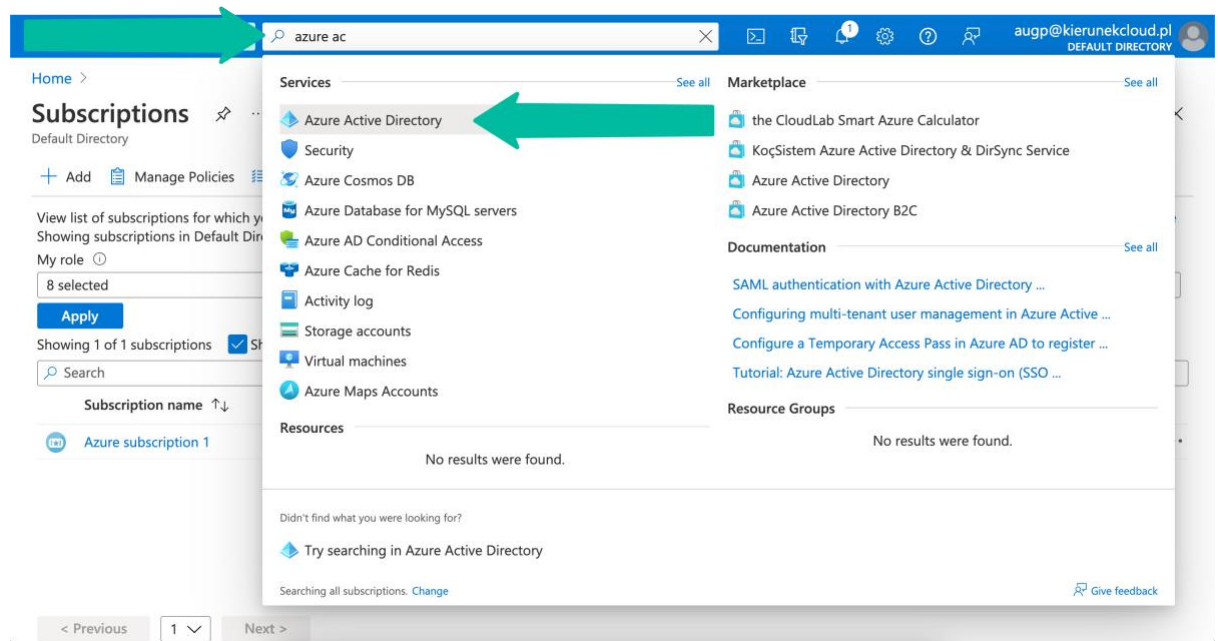 azure ac
1
augp@kierunekcloud.pl
DEFAULT DIRECTORY
Home >
Subscriptions
Default Directory
Add
Manage Policies
View list of subscriptions for which
Showing subscriptions in Default
My role
8 selected
Apply
Showing 1 of 1 subscriptions
Search
Subscription name ↑↓
Azure subscription 1
< Previous
1
Next >
Services
See all
Azure Active Directory
Security
Azure Cosmos DB
Azure Database for MySQL servers
Azure AD Conditional Access
Azure Cache for Redis
Activity log
Storage accounts
Virtual machines
Azure Maps Accounts
Resources
No results were found.
Marketplace
See all
the CloudLab Smart Azure Calculator
KoçSistem Azure Active Directory & DirSync Service
Azure Active Directory
Azure Active Directory B2C
Documentation
See all
SAML authentication with Azure Active Directory ...
Configuring multi-tenant user management in Azure Active ...
Configure a Temporary Access Pass in Azure AD to register ...
Tutorial: Azure Active Directory single sign-on (SSO ...
Resource Groups
No results were found.
Didn't find what you were looking for?
Try searching in Azure Active Directory
Searching all subscriptions. Change
Give feedback